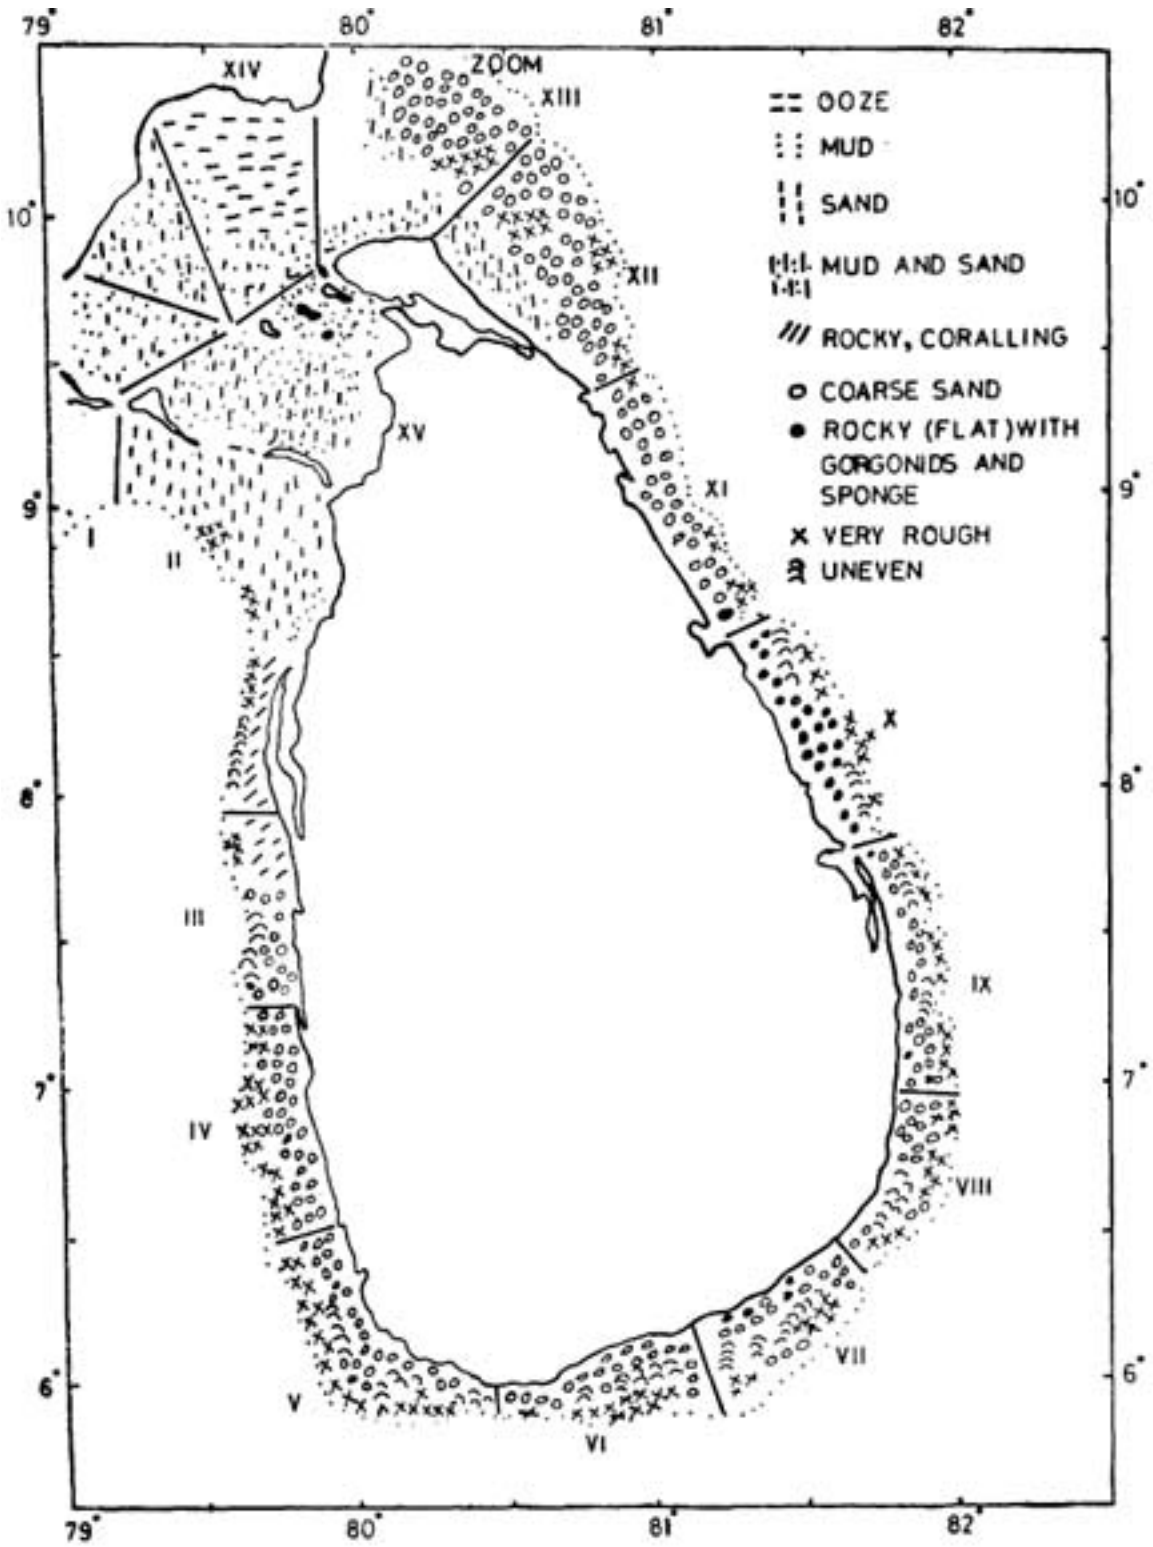 79° 80° 81° 82°
XIV
ZOOM
XIII
OOZE
MUD
10° 10°
SAND
XII
MUD AND SAND
ROCKY, CORALLING
COARSE SAND
XV
ROCKY (FLAT) WITH
GORGONIDS AND
SPONGE
9° 9°
XI
I
II
VERY ROUGH
UNEVEN
X
8° 8°
III
IX
7° 7°
IV
VIII
VII
6° 6°
V
VI
79° 80° 81° 82°